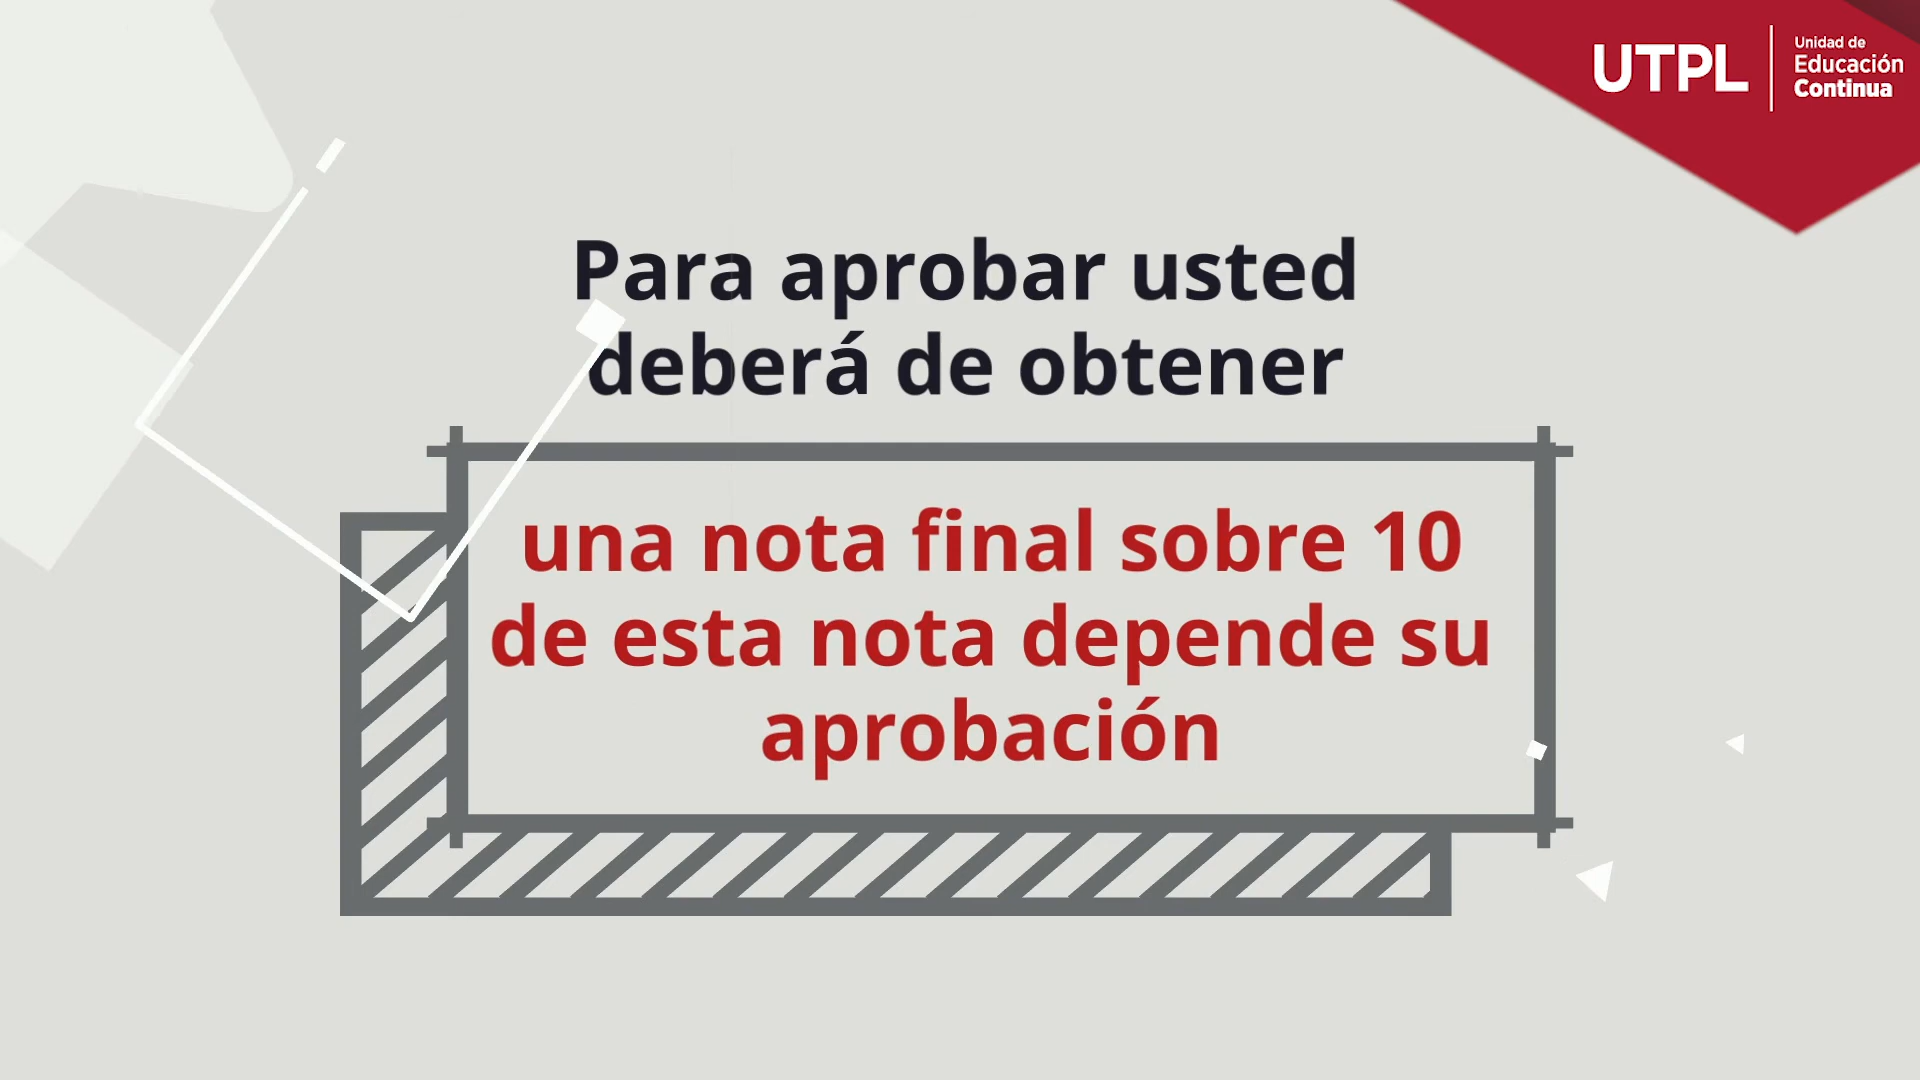 UTPL
Unidad de
Educación
Continua
Para aprobar usted
deberá de obtener
una nota final sobre 10
de esta nota depende su
aprobación